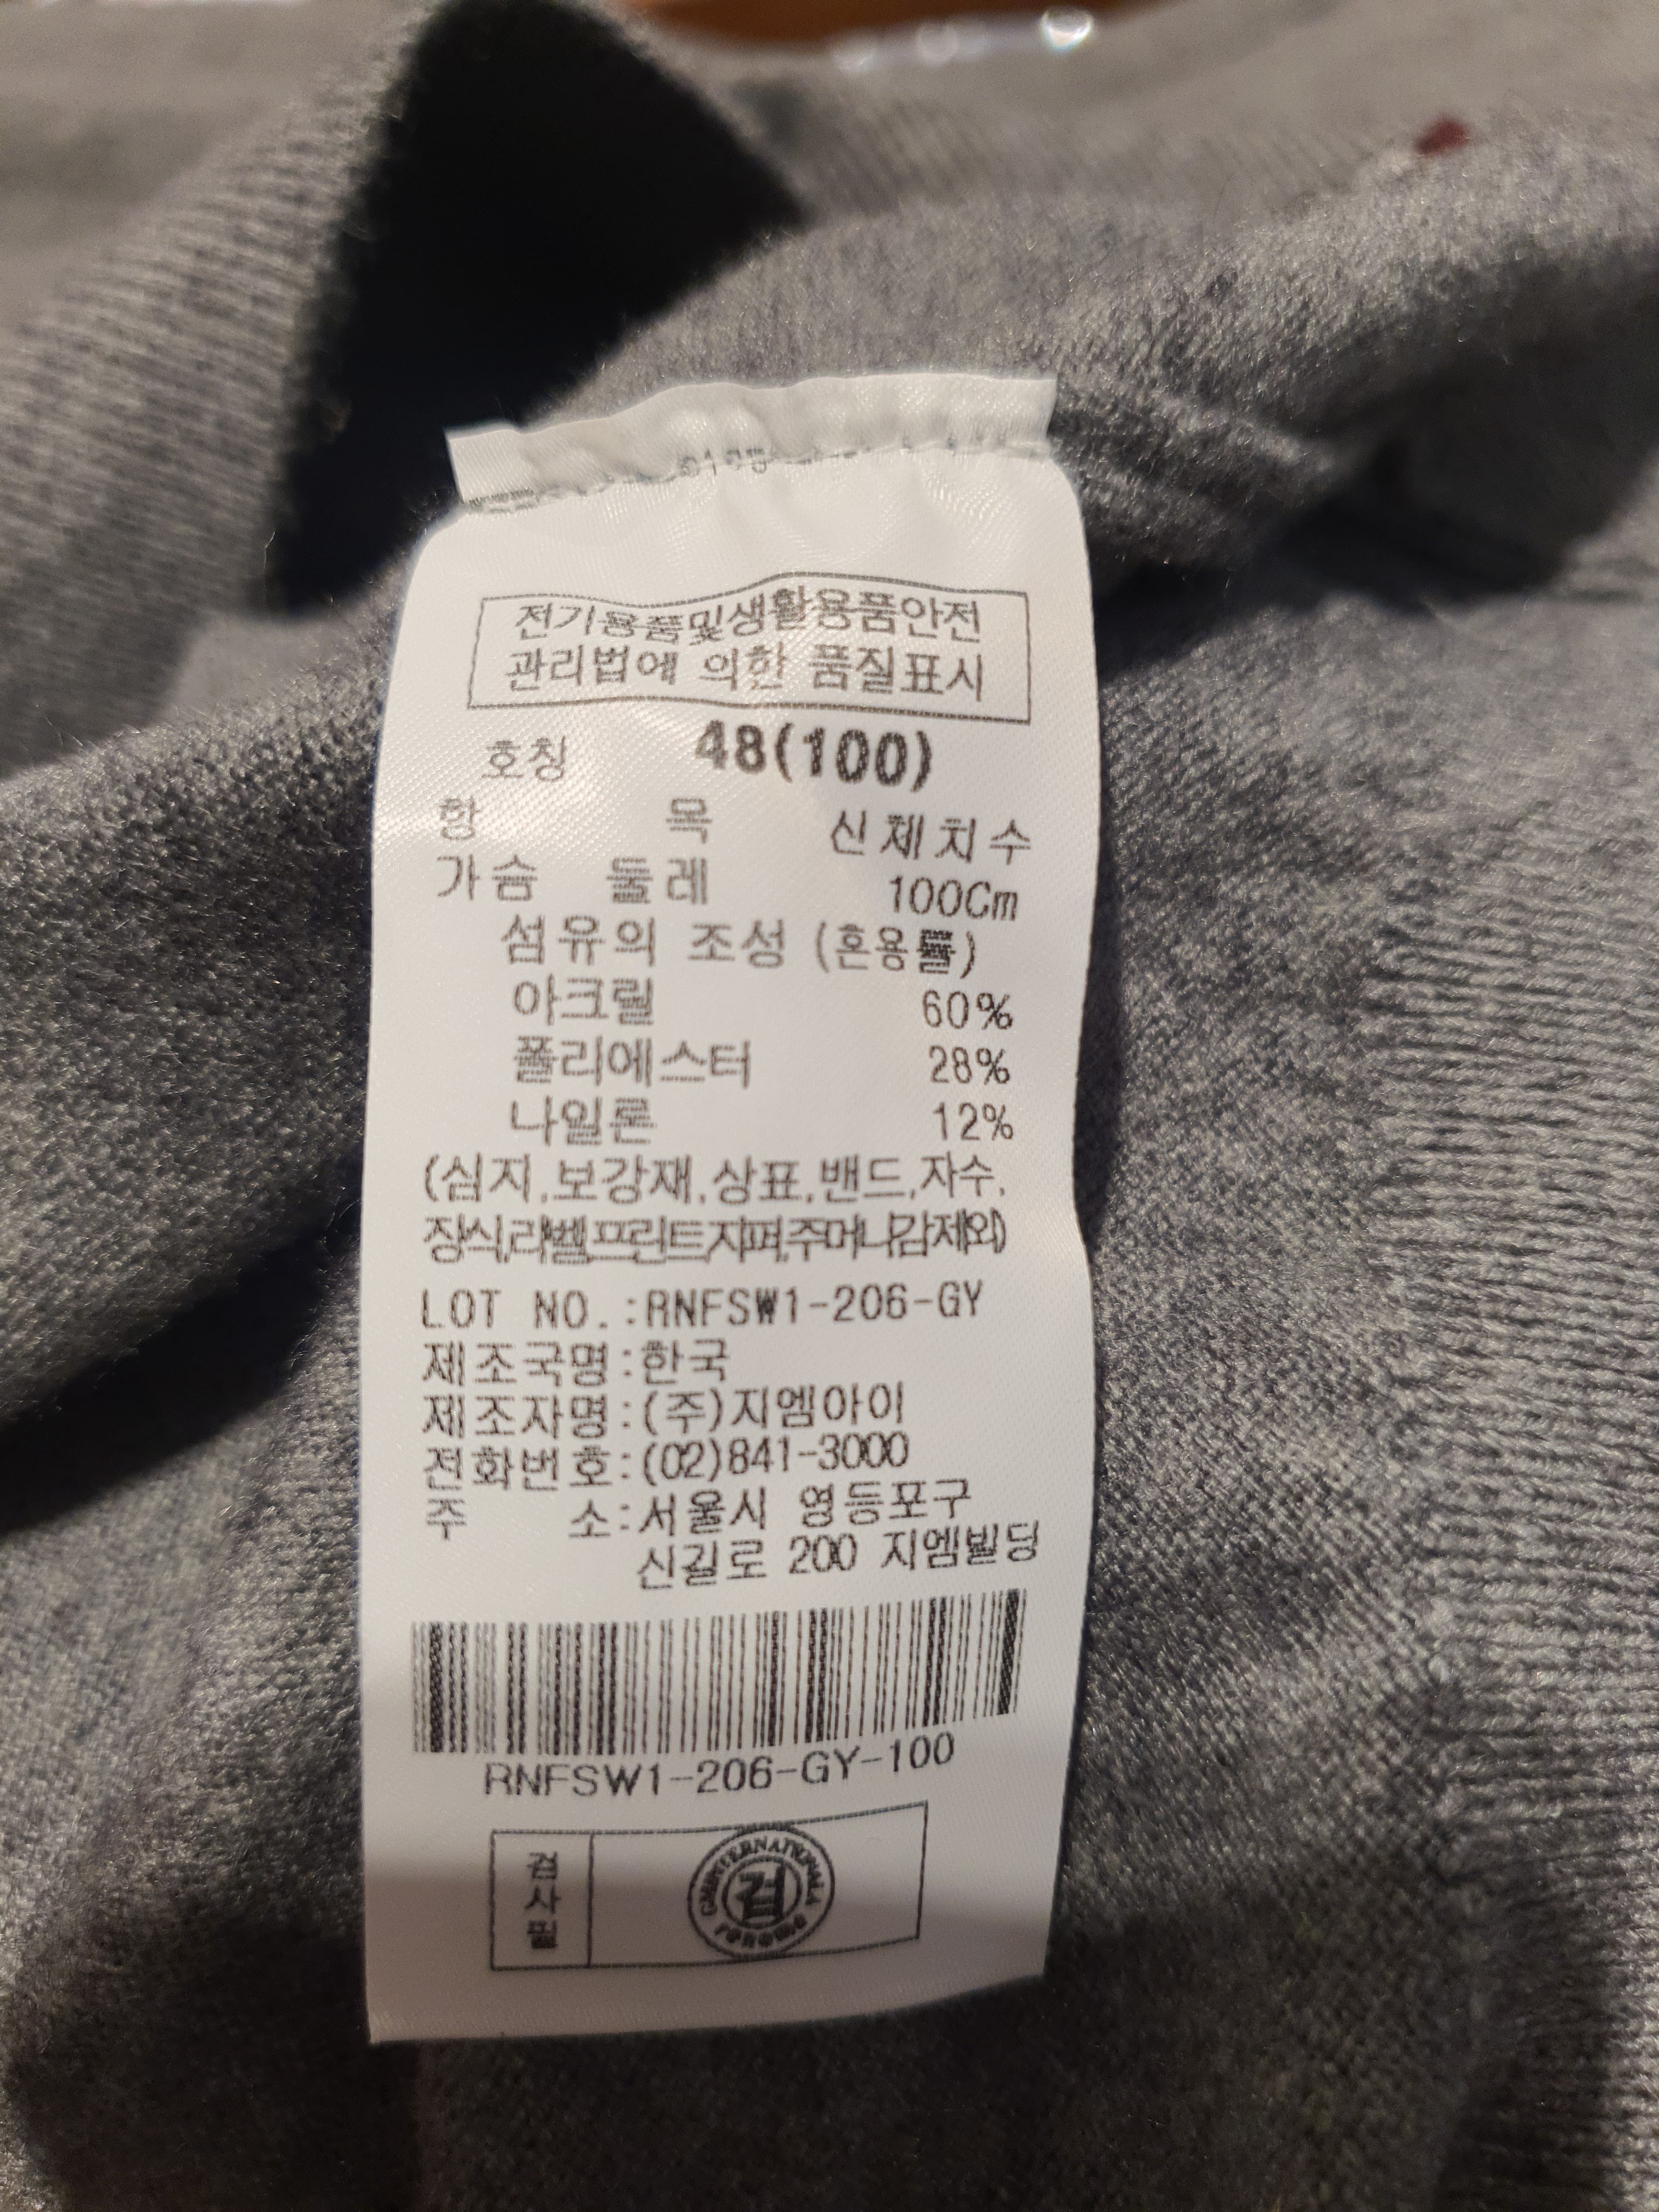 전기용품및생활용품안전
관리법에 의한 품질표시
호칭 48(100)
항 목 신체치수
가슴 둘레 100Cm
섬유의 조성 (혼용률)
아크릴 60%
폴리에스터 28%
나일론 12%
(심지,보강재,상표,밴드,자수,
장식,라벨,프린트,지퍼,주머니감제외)
LOT NO.:RNFSW1-206-GY
제조국명:한국
제조자명:(주)지엠아이
전화번호:(02)841-3000
주 소:서울시 영등포구
신길로 200 지엠빌딩
RNFSW1-206-GY-100
검사필
검